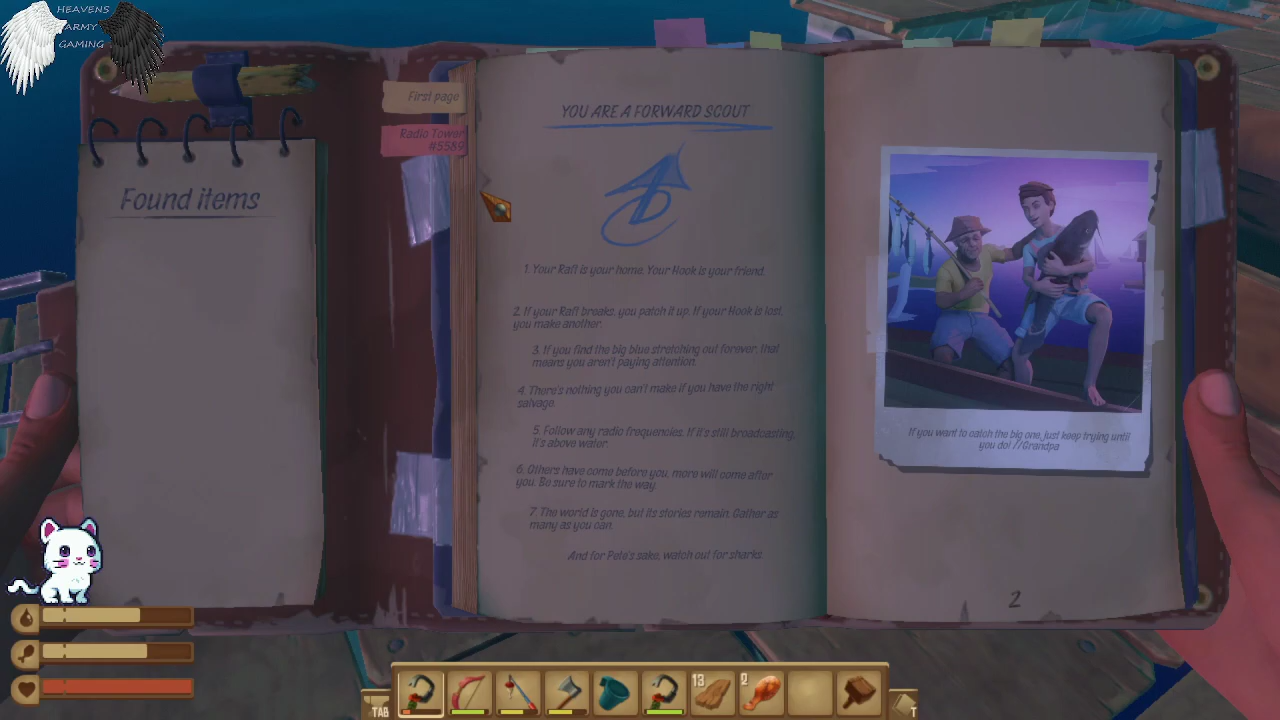 HEAVENS
ARMY
GAMING
First page
Radio Tower
#5589
Found items
YOU ARE A FORWARD SCOUT
1. Your Raft is your home. Your Hook is your friend.
2. If your Raft breaks, you patch it up. If your Hook is lost,
you make another.
3. If you find the big blue stretching out forever, that
means you aren't paying attention.
4. There's nothing you can't make if you have the right
salvage.
5. Follow any radio frequencies. If it's still broadcasting,
it's above water.
6. Others have come before you, more will come after
you. Be sure to mark the way
7. The world is gone, but its stories remain. Gather as
many as you can.
And for Pete's sake, watch out for sharks
If you want to catch the big one, just keep trying until
you do! //Grandpa
2
TAB
13
2
T